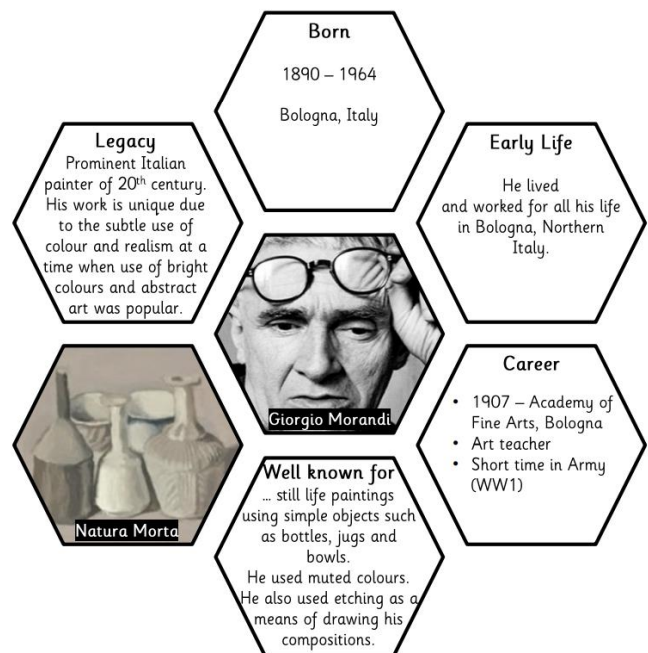 Born
1890 – 1964
Bologna, Italy
Legacy
Prominent Italian
painter of 20th century.
His work is unique due
to the subtle use of
colour and realism at a
time when use of bright
colours and abstract
art was popular.
Early Life
He lived
and worked for all his life
in Bologna, Northern
Italy.
Giorgio Morandi
Natura Morta
Career
• 1907 – Academy of
Fine Arts, Bologna
• Art teacher
• Short time in Army
(WW1)
Well known for
... still life paintings
using simple objects such
as bottles, jugs and
bowls.
He used muted colours.
He also used etching as a
means of drawing his
compositions.